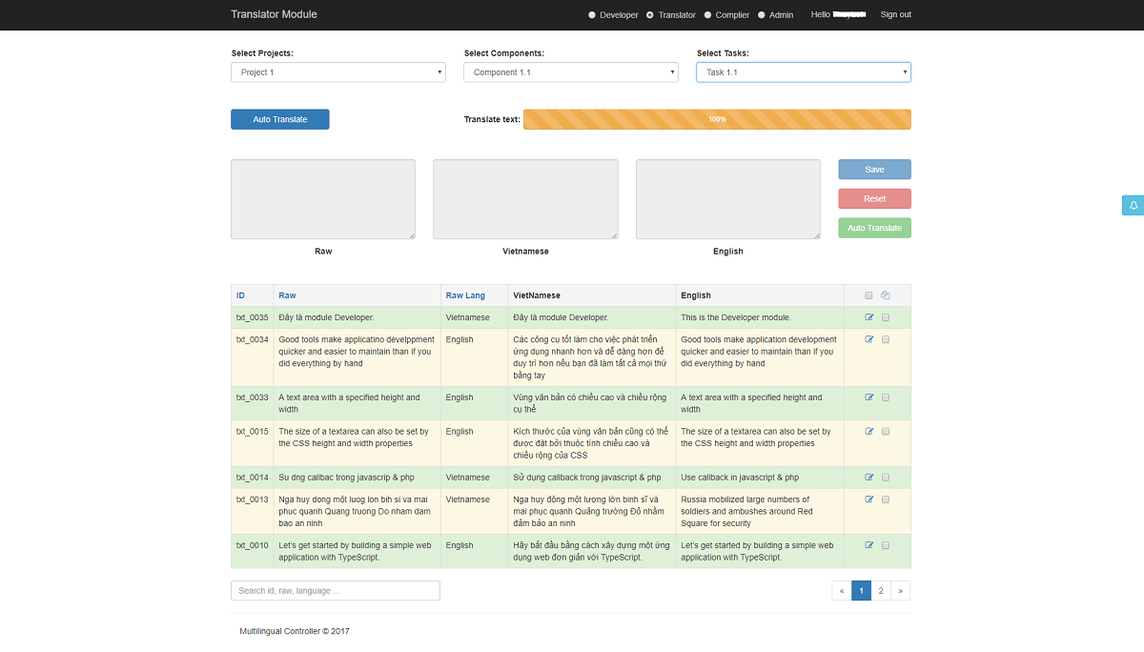 Translator Module
Developer Translator Complier Admin Hello Sign out
Select Projects: Select Components: Select Tasks:
Project 1 Component 1.1 Task 1.1
Auto Translate Translate text: 100%
Save
Reset
Auto Translate
Raw Vietnamese English
ID Raw Raw Lang VietNamese English
txt_0035 Đây là module Developer. Vietnamese Đây là module Developer. This is the Developer module.
txt_0034 Good tools make applicatino develppment English Các công cụ tốt làm cho việc phát triển Good tools make application development
quicker and easier to maintain than if you ứng dụng nhanh hơn và dễ dàng hơn để quicker and easier to maintain than if you
did everything by hand duy trì hơn nếu bạn đã làm tất cả mọi thứ did everything by hand
bằng tay
txt_0033 A text area with a specified height and English Vùng văn bản có chiều cao và chiều rộng A text area with a specified height and
width cụ thể width
txt_0015 The size of a textarea can also be set by English Kích thước của vùng văn bản cũng có thể The size of a textarea can also be set by
the CSS height and width properties được đặt bởi thuộc tính chiều cao và the CSS height and width properties
chiều rộng của CSS
txt_0014 Su dng callbac trong javascrip & php Vietnamese Sử dụng callback trong javascript & php Use callback in javascript & php
txt_0013 Nga huy dong một luog lon bih si va mai Vietnamese Nga huy động một lượng lớn binh sĩ và Russia mobilized large numbers of
phuc quanh Quang truong Do nham dam mai phục quanh Quảng trường Đỏ nhằm soldiers and ambushes around Red
bao an ninh đảm bảo an ninh Square for security
txt_0010 Let's get started by building a simple web English Hãy bắt đầu bằng cách xây dựng một ứng Let's get started by building a simple web
application with TypeScript. dụng web đơn giản với TypeScript. application with TypeScript.
Search id, raw, language ... « 1 2 »
Multilingual Controller © 2017